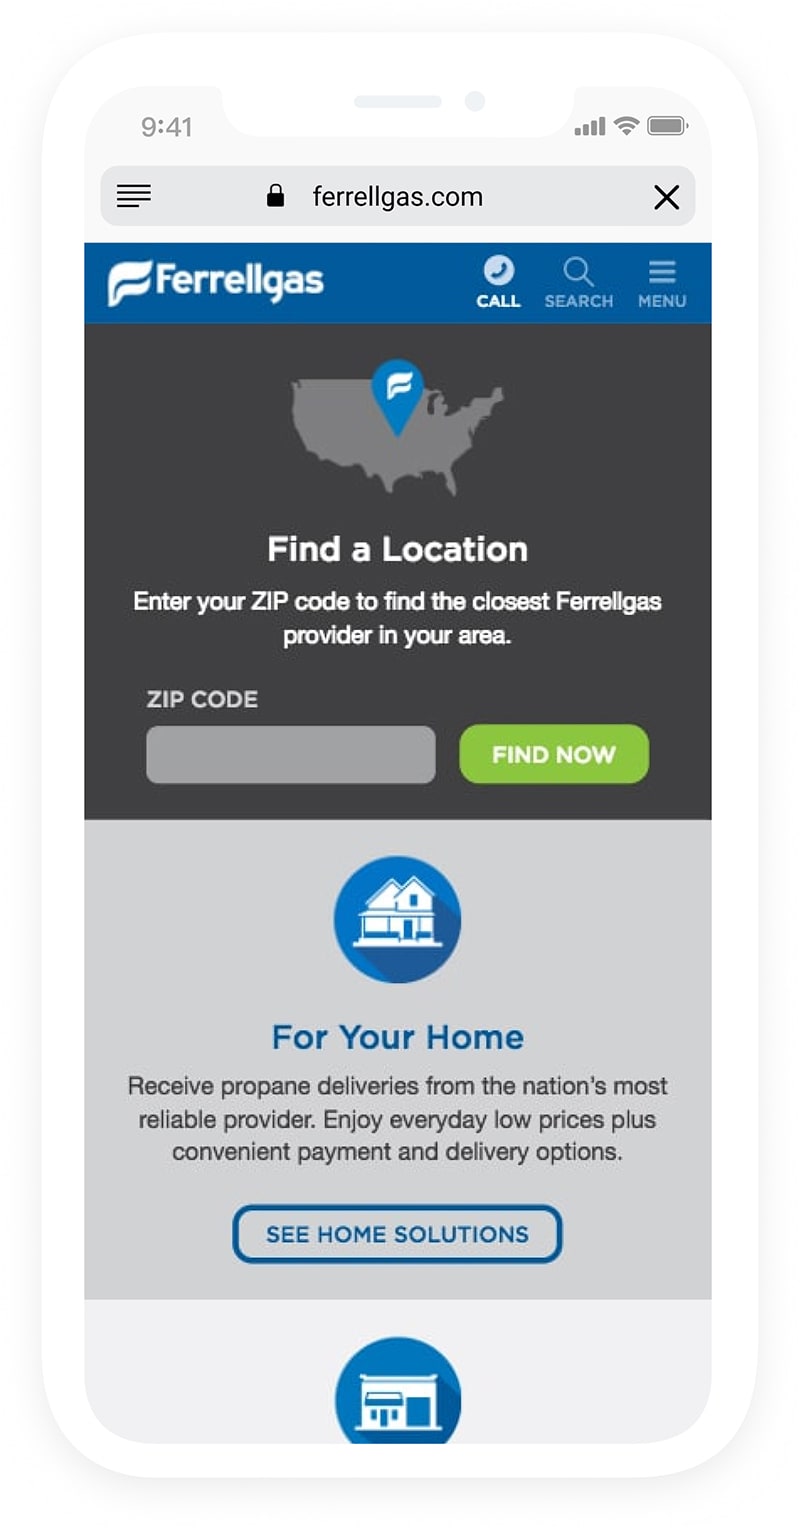 9:41
ferrellgas.com
Ferrellgas
CALL SEARCH MENU
Find a Location
Enter your ZIP code to find the closest Ferrellgas
provider in your area.
ZIP CODE
FIND NOW
For Your Home
Receive propane deliveries from the nation's most
reliable provider. Enjoy everyday low prices plus
convenient payment and delivery options.
SEE HOME SOLUTIONS